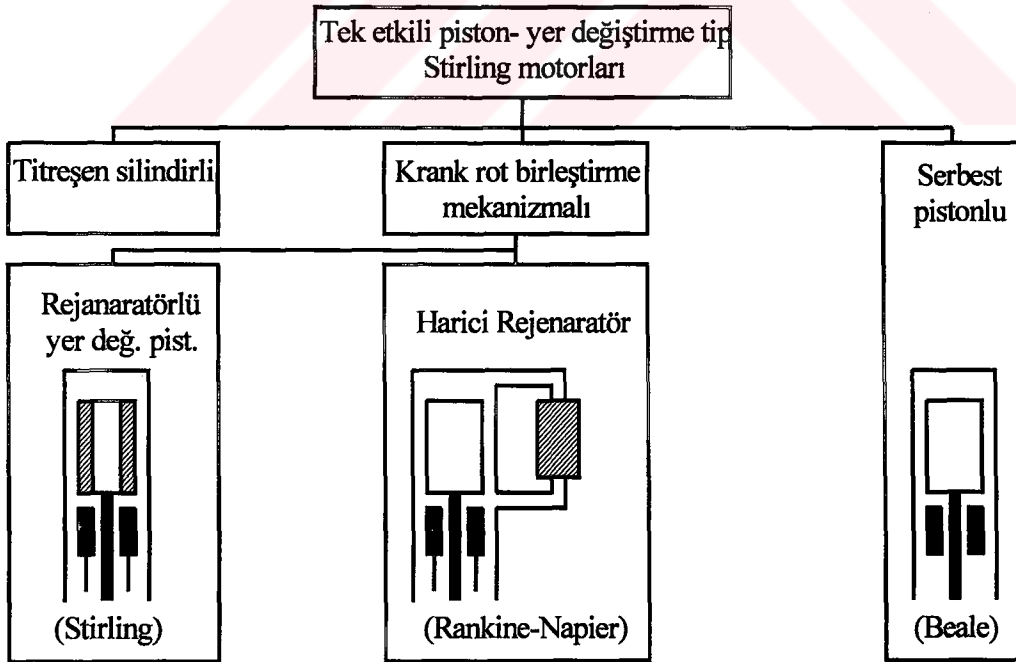 Tek etkili piston- yer değiştirme tip
Stirling motorları
Titreşen silindirli
Krank rot birleştirme
mekanizmalı
Serbest
pistonlu
Rejanaratörlü
yer değ. pist.
Harici Rejenaratör
(Stirling)
(Rankine-Napier)
(Beale)